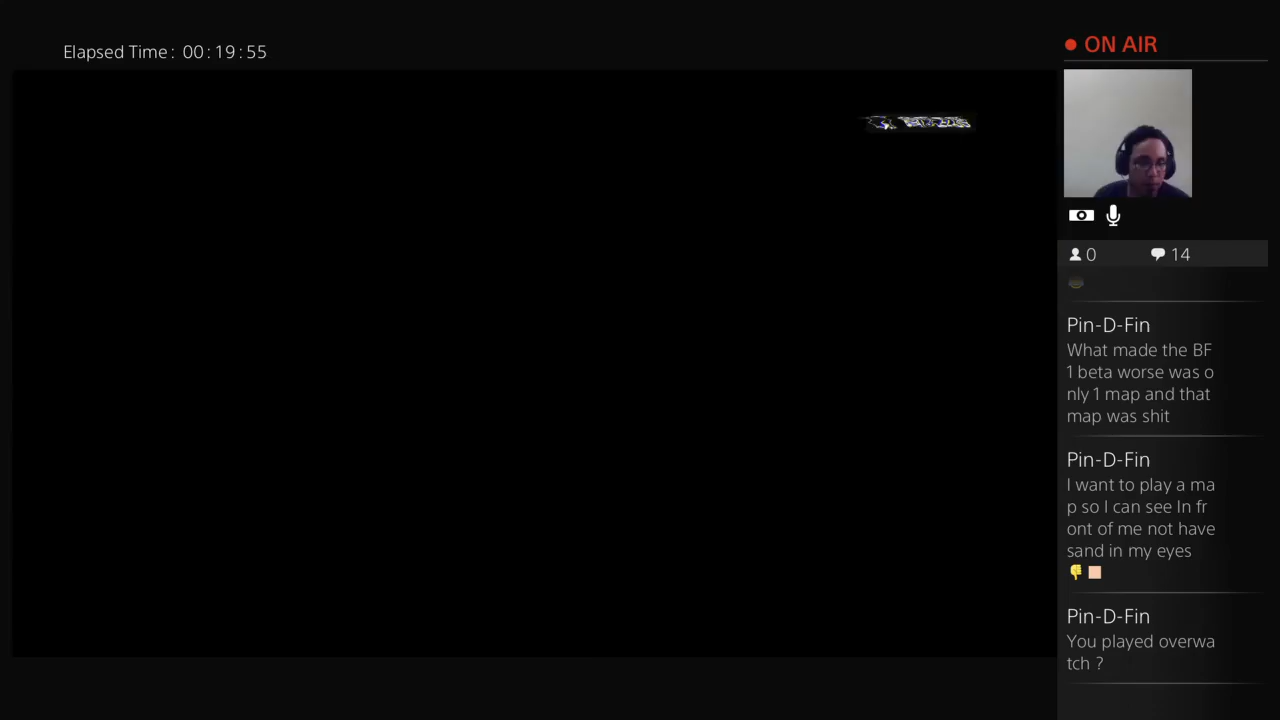 Elapsed Time: 00:19:55
ON AIR
0 14
Pin-D-Fin
What made the BF
1 beta worse was o
nly 1 map and that
map was shit
Pin-D-Fin
I want to play a ma
p so I can see In fr
ont of me not have
sand in my eyes
Pin-D-Fin
You played overwa
tch ?